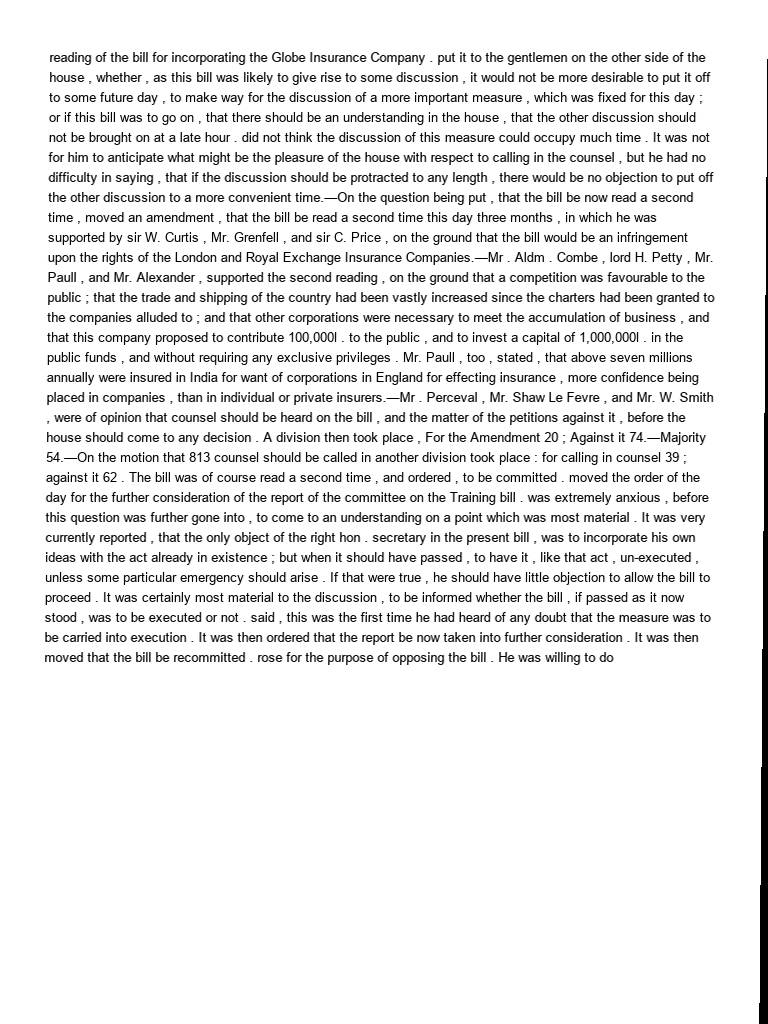 reading of the bill for incorporating the Globe Insurance Company . put it to the gentlemen on the other side of the
house , whether , as this bill was likely to give rise to some discussion , it would not be more desirable to put it off
to some future day , to make way for the discussion of a more important measure , which was fixed for this day ;
or if this bill was to go on , that there should be an understanding in the house , that the other discussion should
not be brought on at a late hour . did not think the discussion of this measure could occupy much time . It was not
for him to anticipate what might be the pleasure of the house with respect to calling in the counsel , but he had no
difficulty in saying , that if the discussion should be protracted to any length , there would be no objection to put off
the other discussion to a more convenient time.—On the question being put , that the bill be now read a second
time , moved an amendment , that the bill be read a second time this day three months , in which he was
supported by sir W. Curtis , Mr. Grenfell , and sir C. Price , on the ground that the bill would be an infringement
upon the rights of the London and Royal Exchange Insurance Companies.—Mr . Aldm . Combe , lord H. Petty , Mr.
Paull , and Mr. Alexander , supported the second reading , on the ground that a competition was favourable to the
public ; that the trade and shipping of the country had been vastly increased since the charters had been granted to
the companies alluded to ; and that other corporations were necessary to meet the accumulation of business , and
that this company proposed to contribute 100,000l . to the public , and to invest a capital of 1,000,000l . in the
public funds , and without requiring any exclusive privileges . Mr. Paull , too , stated , that above seven millions
annually were insured in India for want of corporations in England for effecting insurance , more confidence being
placed in companies , than in individual or private insurers.—Mr . Perceval , Mr. Shaw Le Fevre , and Mr. W. Smith
, were of opinion that counsel should be heard on the bill , and the matter of the petitions against it , before the
house should come to any decision . A division then took place , For the Amendment 20 ; Against it 74.—Majority
54.—On the motion that 813 counsel should be called in another division took place : for calling in counsel 39 ;
against it 62 . The bill was of course read a second time , and ordered , to be committed . moved the order of the
day for the further consideration of the report of the committee on the Training bill . was extremely anxious , before
this question was further gone into , to come to an understanding on a point which was most material . It was very
currently reported , that the only object of the right hon . secretary in the present bill , was to incorporate his own
ideas with the act already in existence ; but when it should have passed , to have it , like that act , un-executed ,
unless some particular emergency should arise . If that were true , he should have little objection to allow the bill to
proceed . It was certainly most material to the discussion , to be informed whether the bill , if passed as it now
stood , was to be executed or not . said , this was the first time he had heard of any doubt that the measure was to
be carried into execution . It was then ordered that the report be now taken into further consideration . It was then
moved that the bill be recommitted . rose for the purpose of opposing the bill . He was willing to do